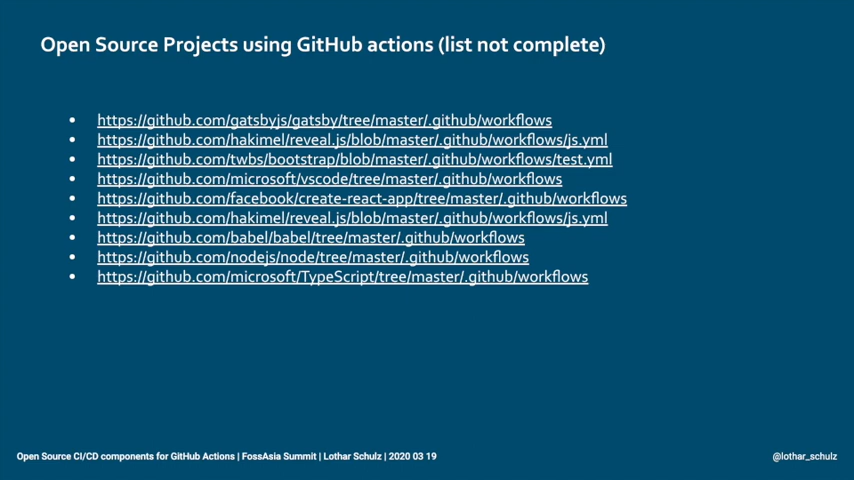 Open Source Projects using GitHub actions (list not complete)
• https://github.com/gatsbyjs/gatsby/tree/master/.github/workflows
• https://github.com/hakimel/reveal.js/blob/master/.github/workflows/js.yml
• https://github.com/twbs/bootstrap/blob/master/.github/workflows/test.yml
• https://github.com/microsoft/vscode/tree/master/.github/workflows
• https://github.com/facebook/create-react-app/tree/master/.github/workflows
• https://github.com/hakimel/reveal.js/blob/master/.github/workflows/js.yml
• https://github.com/babel/babel/tree/master/.github/workflows
• https://github.com/nodejs/node/tree/master/.github/workflows
• https://github.com/microsoft/TypeScript/tree/master/.github/workflows
Open Source CI/CD components for GitHub Actions | FossAsia Summit | Lothar Schulz | 2020 03 19
@lothar_schulz